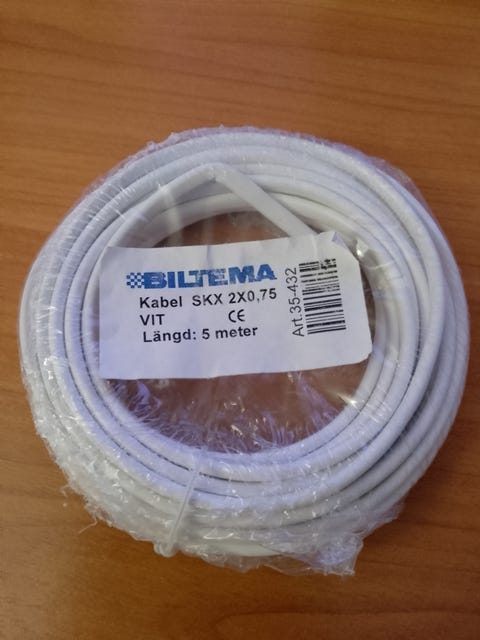 BILTEMA
Kabel SKX 2X0,75
VIT CE
Längd: 5 meter
Art.35-432